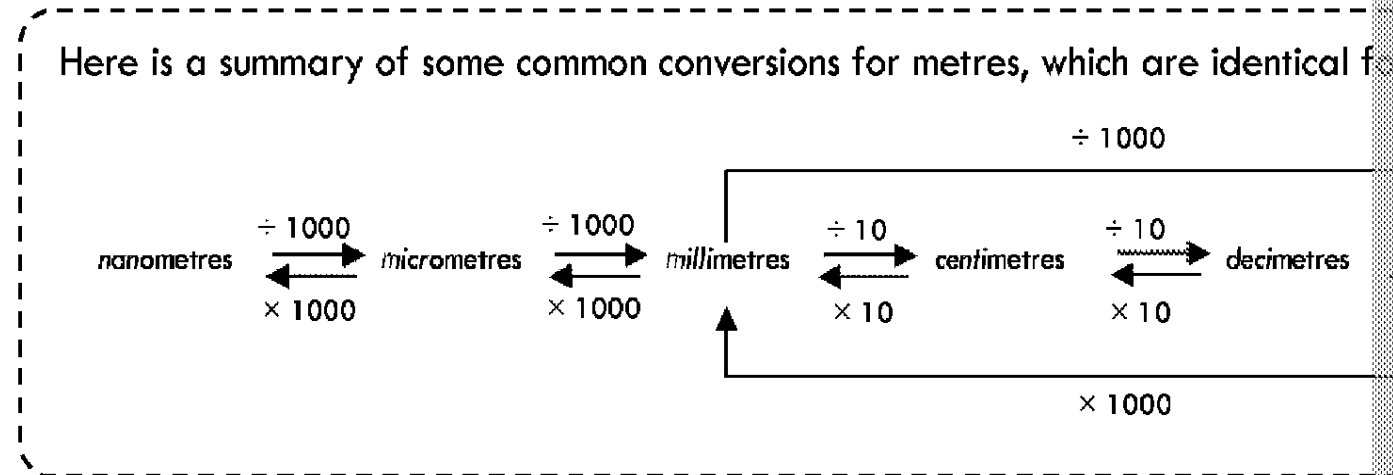 Here is a summary of some common conversions for metres, which are identical
÷ 1000
÷ 1000 ÷ 1000 ÷ 10 ÷ 10
nanometres micrometres millimetres centimetres decimetres
× 1000 × 1000 × 10 × 10
× 1000